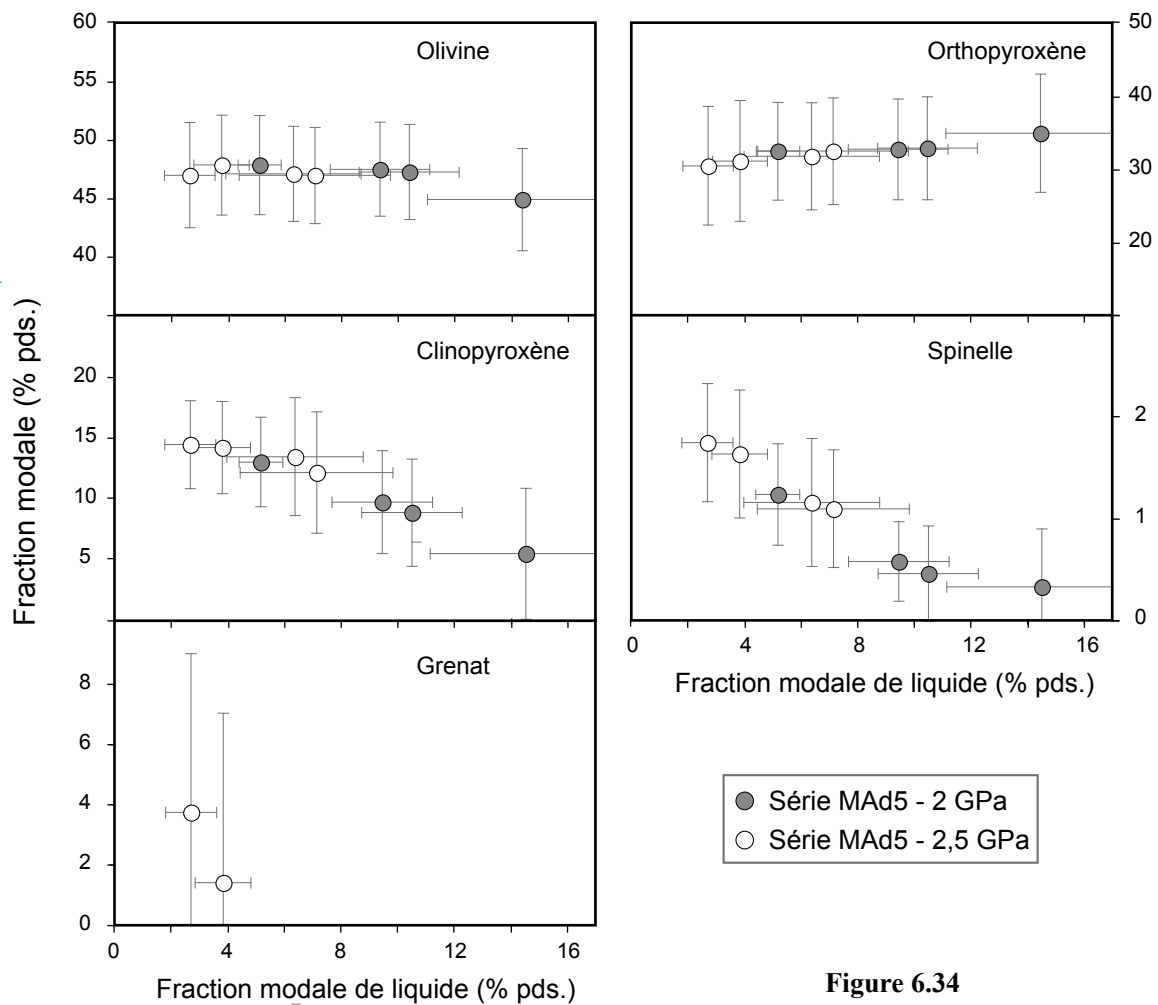 60
55
50
45
40
Olivine
Orthopyroxène
50
40
30
20
Fraction modale (% pds.)
20
15
10
5
Clinopyroxène
Spinelle
2
1
0
0
4
8
12
16
Fraction modale de liquide (% pds.)
8
6
4
2
0
Grenat
0
4
8
12
16
Fraction modale de liquide (% pds.)
Série MAd5 - 2 GPa
Série MAd5 - 2,5 GPa
Figure 6.34